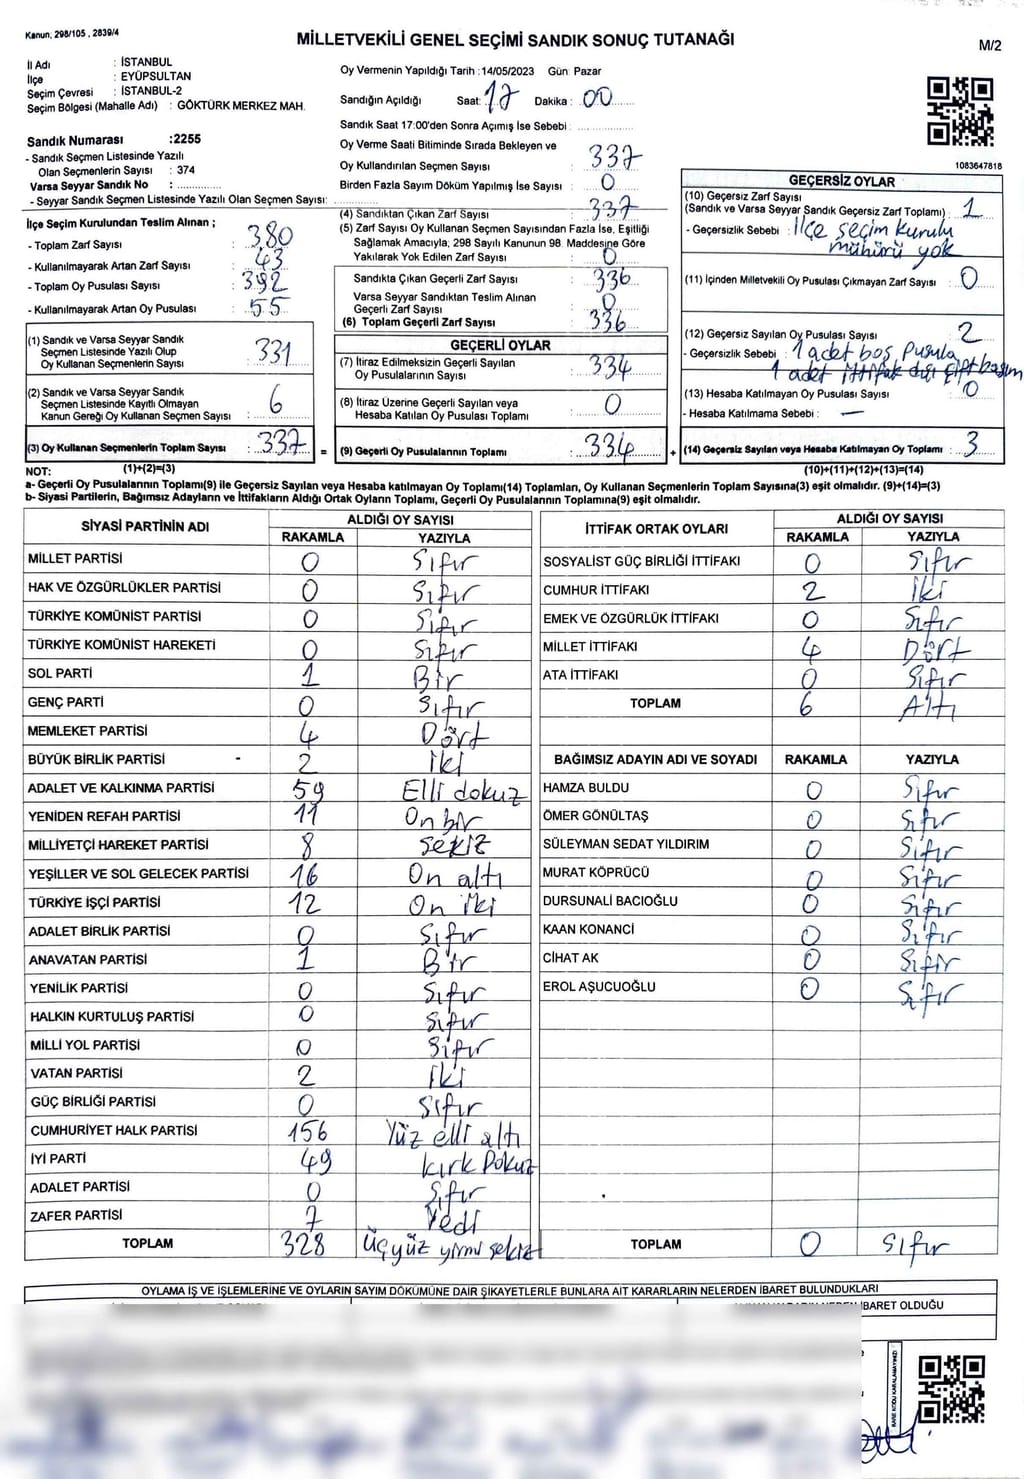 Kanun, 298/105 , 2839/4
MİLLETVEKİLİ GENEL SEÇİMİ SANDIK SONUÇ TUTANAĞI
M/2
İl Adı : İSTANBUL
İlçe : EYÜPSULTAN
Seçim Çevresi : İSTANBUL-2
Seçim Bölgesi (Mahalle Adı) : GÖKTÜRK MERKEZ MAH.
Sandık Numarası :2255
- Sandık Seçmen Listesinde Yazılı
Olan Seçmenlerin Sayısı : 374
Varsa Seyyar Sandık No : ............
- Seyyar Sandık Seçmen Listesinde Yazılı Olan Seçmen Sayısı: ............
Oy Vermenin Yapıldığı Tarih :14/05/2023 Gün: Pazar
Sandığın Açıldığı Saat: 17 Dakika : 00
Sandık Saat 17:00'den Sonra Açımış İse Sebebi : ............
Oy Verme Saati Bitiminde Sırada Bekleyen ve
Oy Kullandırılan Seçmen Sayısı : 337
Birden Fazla Sayım Döküm Yapılmış İse Sayısı : 0
1083647818
İlçe Seçim Kurulundan Teslim Alınan ;
- Toplam Zarf Sayısı : 380
- Kullanılmayarak Artan Zarf Sayısı : 43
- Toplam Oy Pusulası Sayısı : 392
- Kullanılmayarak Artan Oy Pusulası : 55
(4) Sandıktan Çıkan Zarf Sayısı : 337
(5) Zarf Sayısı Oy Kullanan Seçmen Sayısından Fazla İse, Eşitliği
Sağlamak Amacıyla; 298 Sayılı Kanunun 98. Maddesine Göre
Yakılarak Yok Edilen Zarf Sayısı : 0
Sandıkta Çıkan Geçerli Zarf Sayısı : 336
Varsa Seyyar Sandıktan Teslim Alınan
Geçerli Zarf Sayısı : 0
(6) Toplam Geçerli Zarf Sayısı : 336
GEÇERSİZ OYLAR
(10) Geçersiz Zarf Sayısı
(Sandık ve Varsa Seyyar Sandık Geçersiz Zarf Toplamı) : 1
- Geçersizlik Sebebi : İlçe seçim kurulu
mühürü yok
(11) İçinden Milletvekili Oy Pusulası Çıkmayan Zarf Sayısı : 0
(12) Geçersiz Sayılan Oy Pusulası Sayısı : 2
- Geçersizlik Sebebi : 1 adet boş Pusula
1 adet ittifak dışı çift basım
(13) Hesaba Katılmayan Oy Pusulası Sayısı : 0
- Hesaba Katılmama Sebebi : —
(14) Geçersiz Sayılan veya Hesaba Katılmayan Oy Toplamı : 3
(1) Sandık ve Varsa Seyyar Sandık
Seçmen Listesinde Yazılı Olup
Oy Kullanan Seçmenlerin Sayısı : 331
(2) Sandık ve Varsa Seyyar Sandık
Seçmen Listesinde Kayıtlı Olmayan
Kanun Gereği Oy Kullanan Seçmen Sayısı : 6
(3) Oy Kullanan Seçmenlerin Toplam Sayısı : 337 =
GEÇERLİ OYLAR
(7) İtiraz Edilmeksizin Geçerli Sayılan
Oy Pusulalarının Sayısı : 334
(8) İtiraz Üzerine Geçerli Sayılan veya
Hesaba Katılan Oy Pusulası Toplamı : 0
(9) Geçerli Oy Pusulalarının Toplamı : 334 +
NOT: (1)+(2)=(3) (10)+(11)+(12)+(13)=(14)
a- Geçerli Oy Pusulalarının Toplamı(9) ile Geçersiz Sayılan veya Hesaba katılmayan Oy Toplamı(14) Toplamları, Oy Kullanan Seçmenlerin Toplam Sayısına(3) eşit olmalıdır. (9)+(14)=(3)
b- Siyasi Partilerin, Bağımsız Adayların ve İttifakların Aldığı Ortak Oyların Toplamı, Geçerli Oy Pusulalarının Toplamına(9) eşit olmalıdır.
SİYASİ PARTİNİN ADI ALDIĞI OY SAYISI
RAKAMLA YAZIYLA
MİLLET PARTİSİ 0 Sıfır
HAK VE ÖZGÜRLÜKLER PARTİSİ 0 Sıfır
TÜRKİYE KOMÜNİST PARTİSİ 0 Sıfır
TÜRKİYE KOMÜNİST HAREKETİ 0 Sıfır
SOL PARTİ 1 Bir
GENÇ PARTİ 0 Sıfır
MEMLEKET PARTİSİ 4 Dört
BÜYÜK BİRLİK PARTİSİ - 2 İki
ADALET VE KALKINMA PARTİSİ 59 Elli dokuz
YENİDEN REFAH PARTİSİ 11 On bir
MİLLİYETÇİ HAREKET PARTİSİ 8 sekiz
YEŞİLLER VE SOL GELECEK PARTİSİ 16 On altı
TÜRKİYE İŞÇİ PARTİSİ 12 On iki
ADALET BİRLİK PARTİSİ 0 Sıfır
ANAVATAN PARTİSİ 1 Bir
YENİLİK PARTİSİ 0 Sıfır
HALKIN KURTULUŞ PARTİSİ 0 Sıfır
MİLLİ YOL PARTİSİ 0 Sıfır
VATAN PARTİSİ 2 İki
GÜÇ BİRLİĞİ PARTİSİ 0 Sıfır
CUMHURİYET HALK PARTİSİ 156 Yüz elli altı
İYİ PARTİ 49 kırk Dokuz
ADALET PARTİSİ 0 Sıfır
ZAFER PARTİSİ 7 Yedi
TOPLAM 328 Üçyüz yirmi sekiz
İTTİFAK ORTAK OYLARI ALDIĞI OY SAYISI
RAKAMLA YAZIYLA
SOSYALİST GÜÇ BİRLİĞİ İTTİFAKI 0 Sıfır
CUMHUR İTTİFAKI 2 İki
EMEK VE ÖZGÜRLÜK İTTİFAKI 0 Sıfır
MİLLET İTTİFAKI 4 Dört
ATA İTTİFAKI 0 Sıfır
TOPLAM 6 Altı
BAĞIMSIZ ADAYIN ADI VE SOYADI RAKAMLA YAZIYLA
HAMZA BULDU 0 Sıfır
ÖMER GÖNÜLTAŞ 0 Sıfır
SÜLEYMAN SEDAT YILDIRIM 0 Sıfır
MURAT KÖPRÜCÜ 0 Sıfır
DURSUNALİ BACIOĞLU 0 Sıfır
KAAN KONANCİ 0 Sıfır
CİHAT AK 0 Sıfır
EROL AŞUCUOĞLU 0 Sıfır
TOPLAM 0 Sıfır
OYLAMA İŞ VE İŞLEMLERİNE VE OYLARIN SAYIM DÖKÜMÜNE DAİR ŞİKAYETLERLE BUNLARA AİT KARARLARIN NELERDEN İBARET BULUNDUKLARI
İBARET OLDUĞU